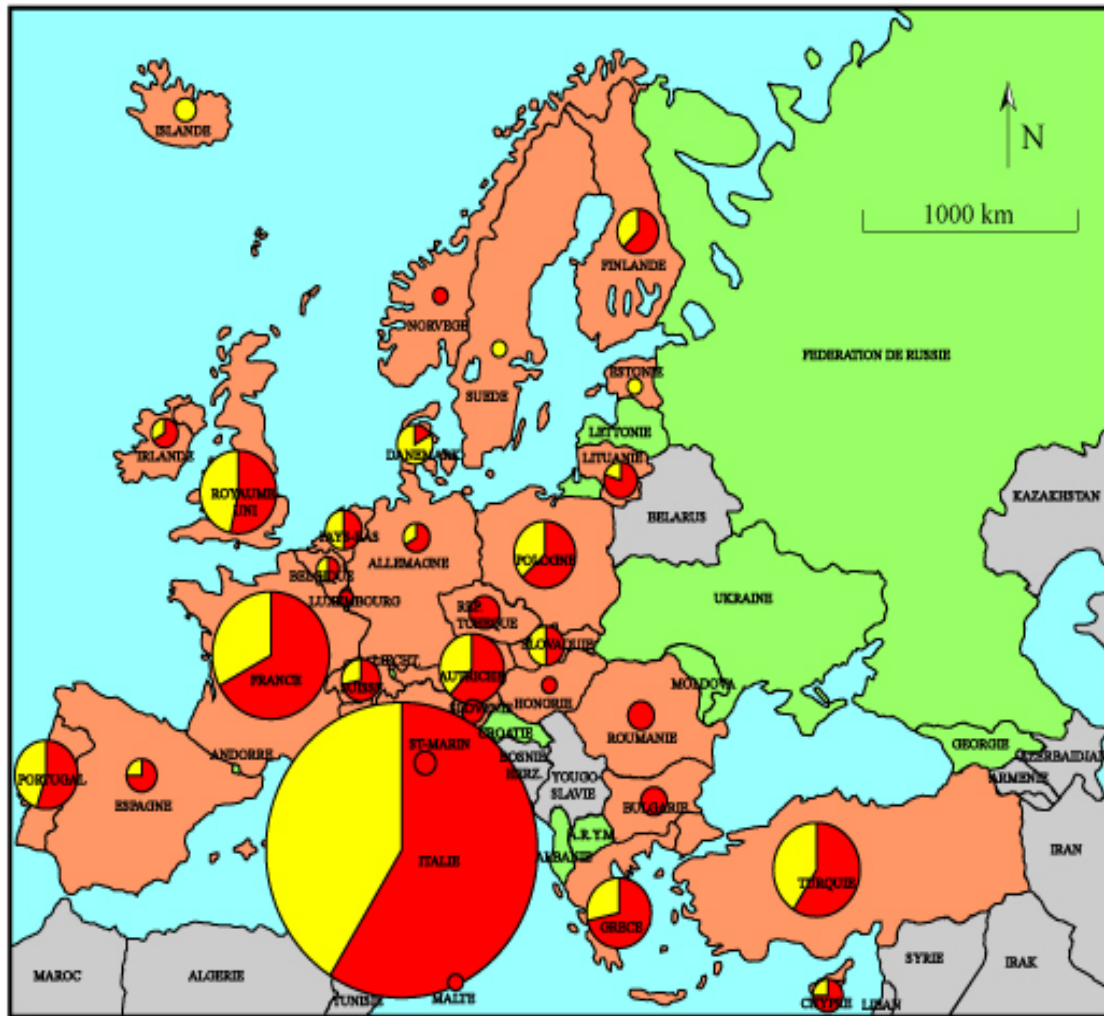 ISLANDE
N
1000 km
FINLANDE
NORVEGE
FEDERATION DE RUSSIE
ESTONIE
SUEDE
LETTONIE
IRLANDE
DANEMARK
LITUANIE
ROYAUME
UNI
KAZAKHSTAN
BELARUS
PAYS-BAS
ALLEMAGNE
POLOGNE
BELGIQUE
LUXEMBOURG
UKRAINE
REP.
TCHEQUE
SLOVAQUIE
FRANCE
SUISSE
AUTRICHE
MOLDOVA
HONGRIE
SLOVENIE
CROATIE
ROUMANIE
ST-MARIN
BOSNIE
HERZ.
GEORGIE
ANDORRE
AZERBAIDJAN
PORTUGAL
ESPAGNE
YOUGO-
SLAVIE
ARMENIE
BULGARIE
A.R.Y.M
ITALIE
ALBANIE
IRAN
TURQUIE
GRECE
SYRIE
IRAK
MAROC
ALGERIE
TUNISIE
MALTE
CHYPRE
LIBAN